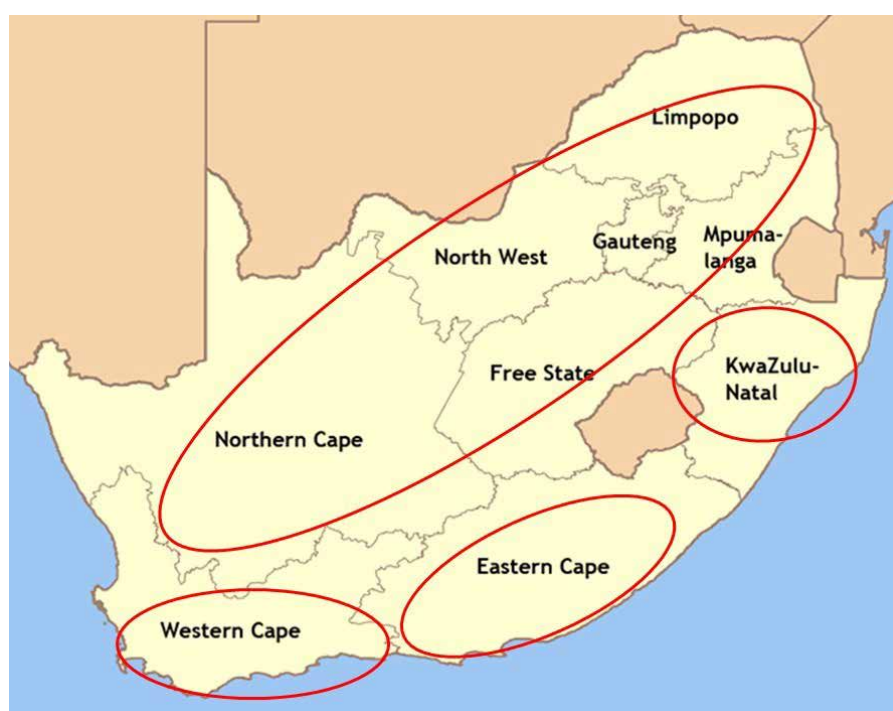 Limpopo
North West
Gauteng
Mpuma-
langa
Free State
KwaZulu-
Natal
Northern Cape
Eastern Cape
Western Cape